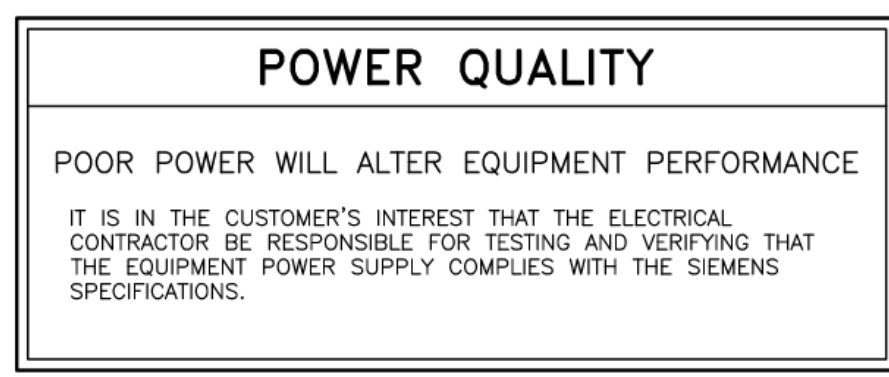 POWER QUALITY
POOR POWER WILL ALTER EQUIPMENT PERFORMANCE
IT IS IN THE CUSTOMER'S INTEREST THAT THE ELECTRICAL
CONTRACTOR BE RESPONSIBLE FOR TESTING AND VERIFYING THAT
THE EQUIPMENT POWER SUPPLY COMPLIES WITH THE SIEMENS
SPECIFICATIONS.